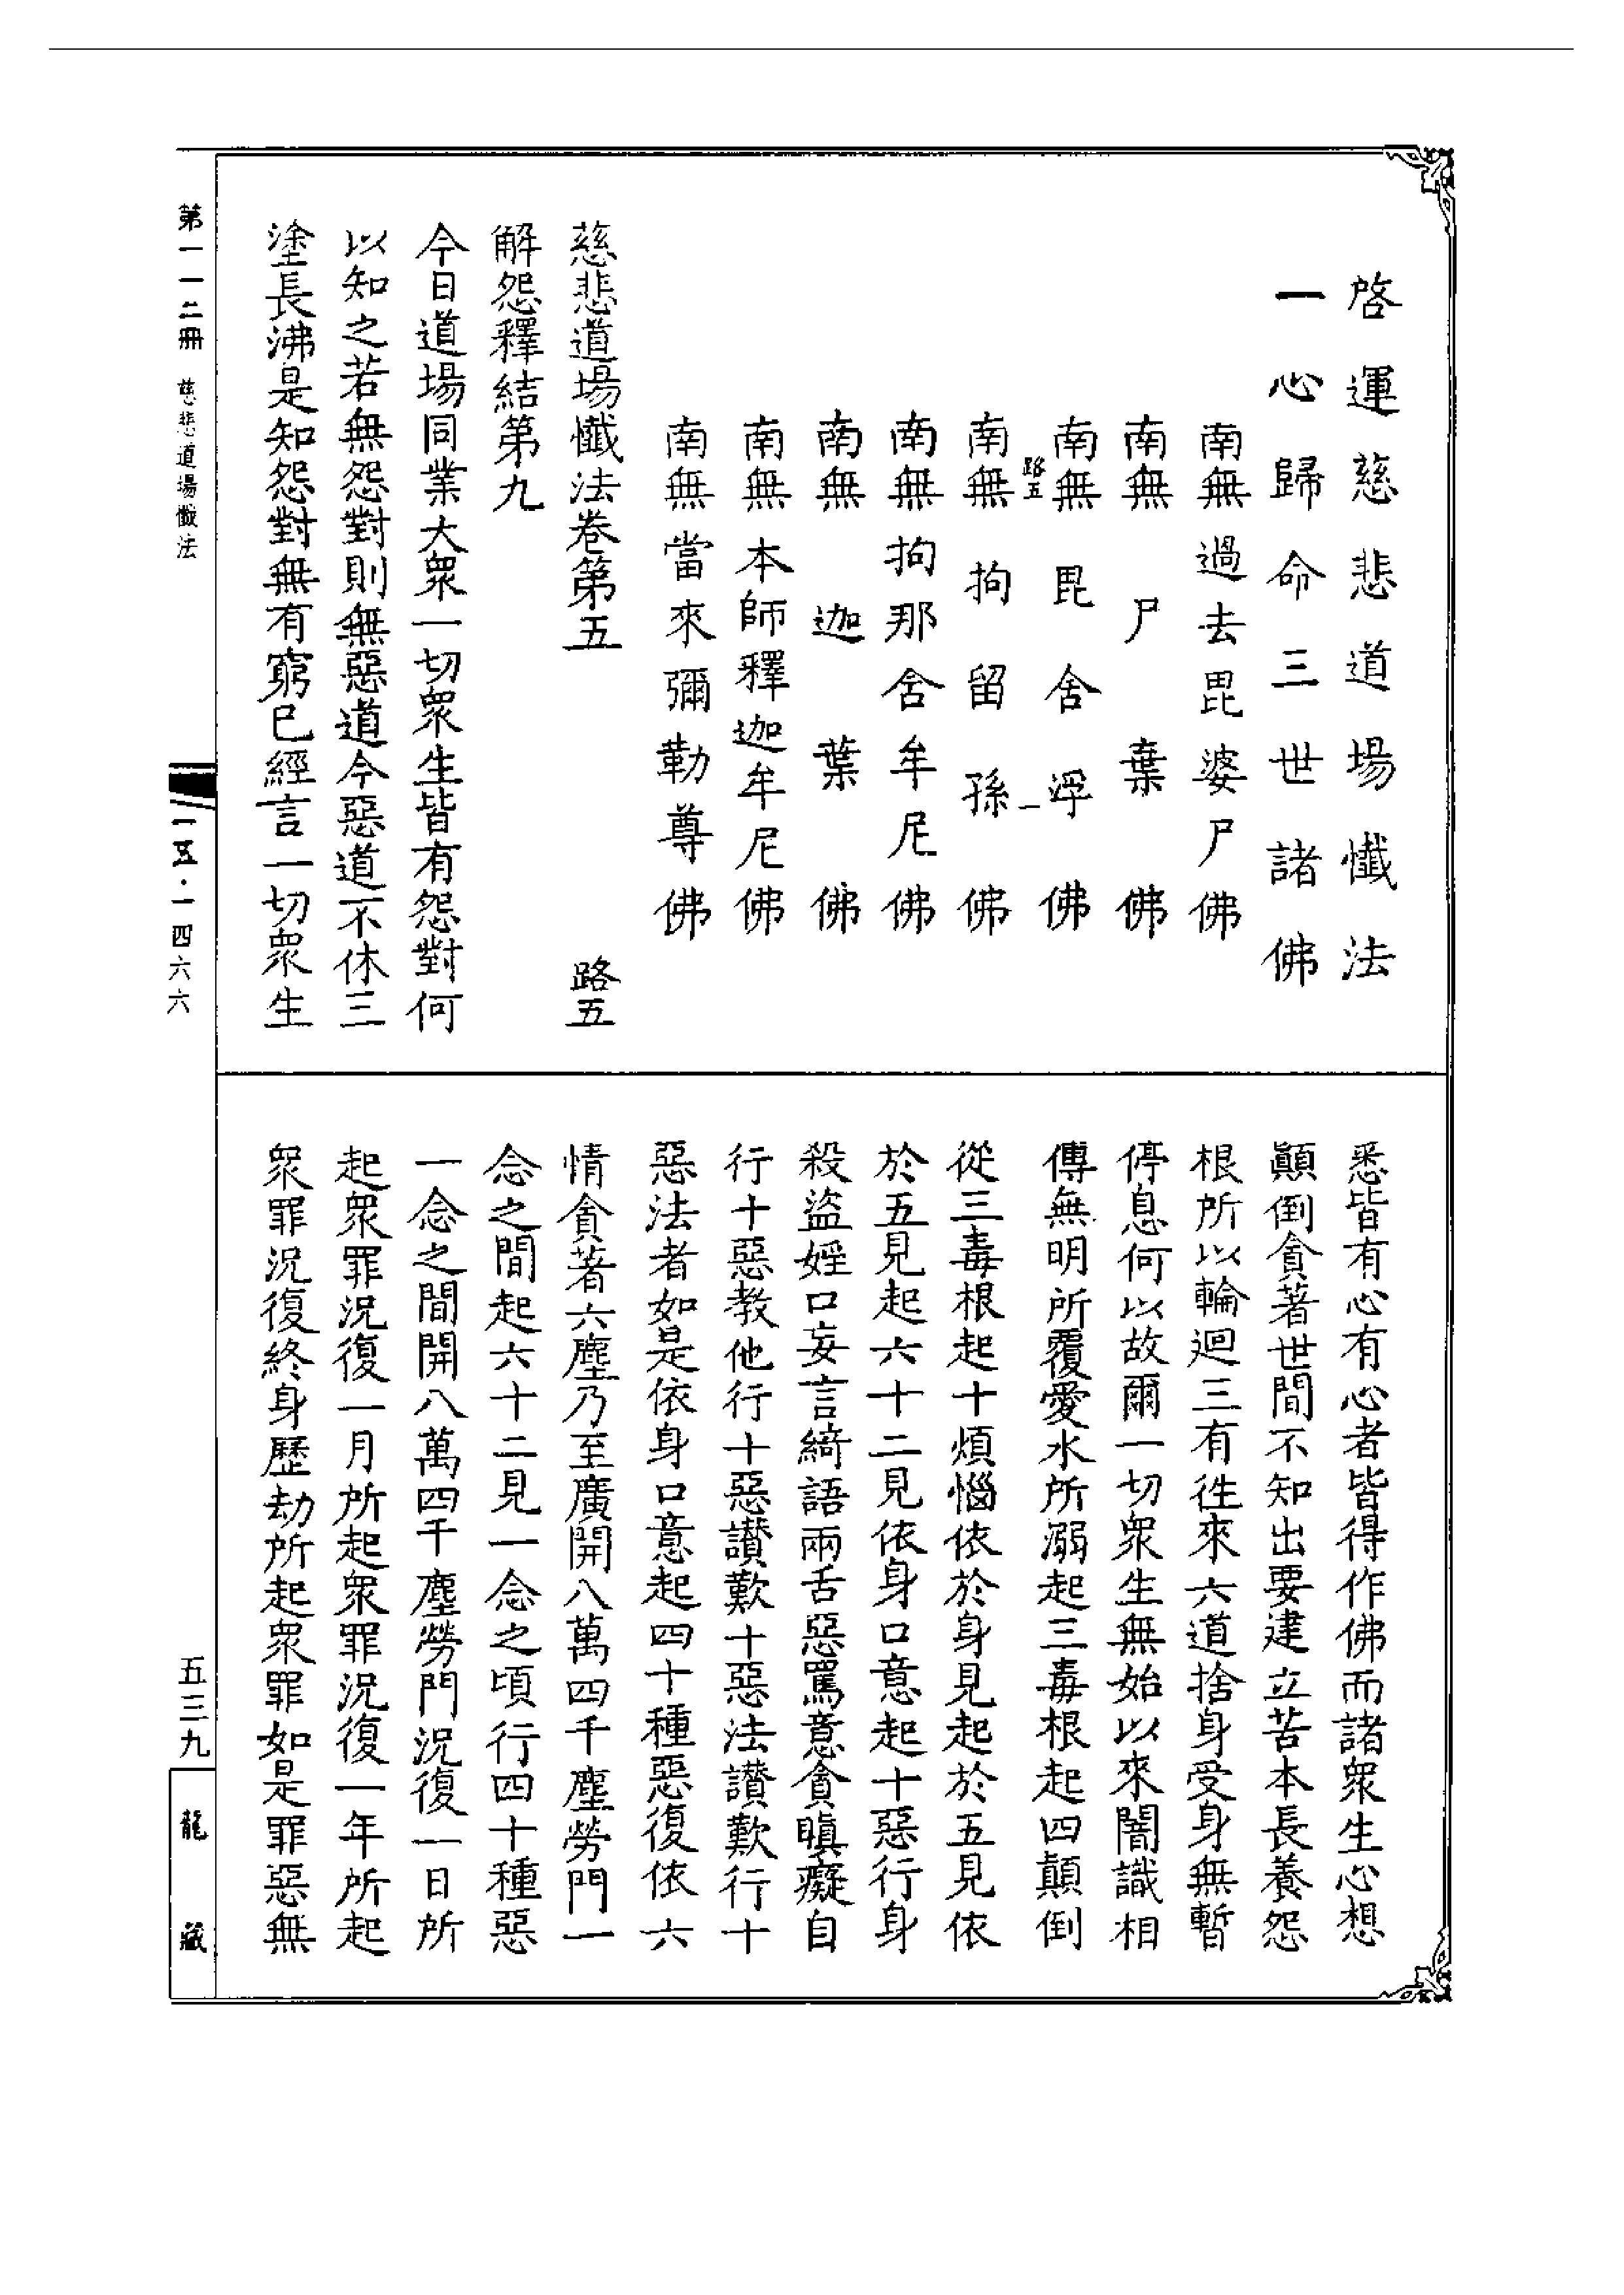 啓運慈悲道場懺法
一心歸命三世諸佛
南無過去毘婆尸佛
南無尸棄佛
南無毘舍浮佛
路五
一
南無拘留孫佛
南無拘那含牟尼佛
南無迦葉佛
南無本師釋迦牟尼佛
南無當來彌勒尊佛
慈悲道場懺法卷第五 路五
解怨釋結第九
今日道場同業大衆一切衆生皆有怨對何
以知之若無怨對則無惡道今惡道不休三
塗長沸是知怨對無有窮已經言一切衆生
悉皆有心有心者皆得作佛而諸衆生心想
顚倒貪著世間不知出要建立苦本長養怨
根所以輪迴三有徃來六道捨身受身無暫
停息何以故爾一切衆生無始以來闇識相
傳無明所覆愛水所溺起三毒根起四顚倒
從三毒根起十煩惱依於身見起於五見依
於五見起六十二見依身口意起十惡行身
殺盜婬口妄言綺語兩舌惡罵意貪瞋癡自
行十惡教他行十惡讚歎十惡法讚歎行十
惡法者如是依身口意起四十種惡復依六
情貪著六塵乃至廣開八萬四千塵勞門一
念之間起六十二見一念之頃行四十種惡
一念之間開八萬四千塵勞門況復一日所
起衆罪況復一月所起衆罪況復一年所起
衆罪況復終身歷劫所起衆罪如是罪惡無
第一一二冊 慈悲道場懺法
一五五·一四六六
五三九
龍藏